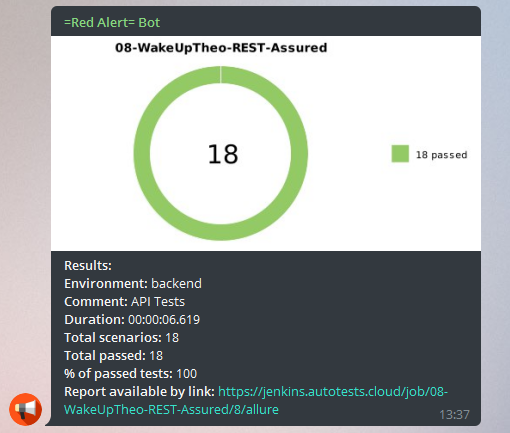 =Red Alert= Bot
08-WakeUpTheo-REST-Assured
18
18 passed
Results:
Environment: backend
Comment: API Tests
Duration: 00:00:06.619
Total scenarios: 18
Total passed: 18
% of passed tests: 100
Report available by link: https://jenkins.autotests.cloud/job/08-
WakeUpTheo-REST-Assured/8/allure
13:37